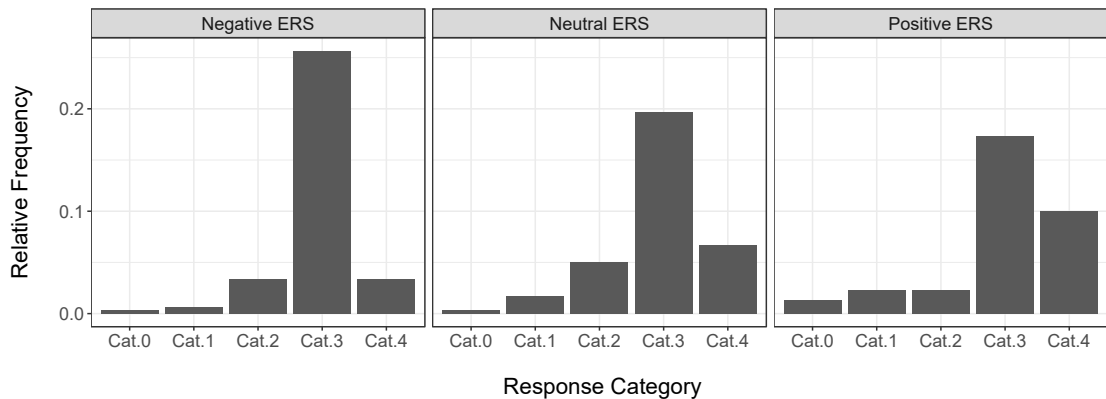 Negative ERS
Neutral ERS
Positive ERS
Relative Frequency
0.2
0.1
0.0
Cat.0 Cat.1 Cat.2 Cat.3 Cat.4
Cat.0 Cat.1 Cat.2 Cat.3 Cat.4
Cat.0 Cat.1 Cat.2 Cat.3 Cat.4
Response Category